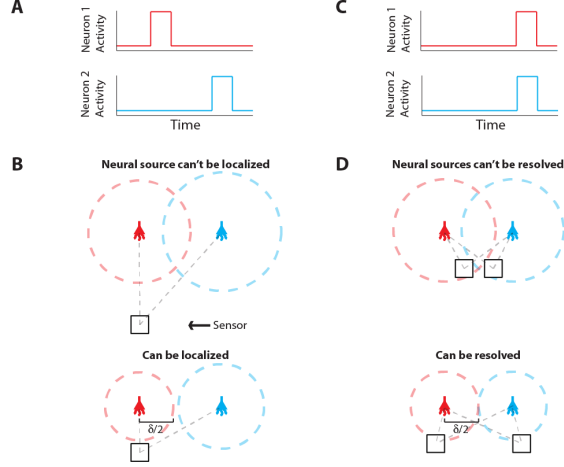 A
Neuron 1
Activity
Neuron 2
Activity
Time
C
Neuron 1
Activity
Neuron 2
Activity
Time
B
Neural source can't be localized
Sensor
Can be localized
δ/2
D
Neural sources can't be resolved
Can be resolved
δ/2